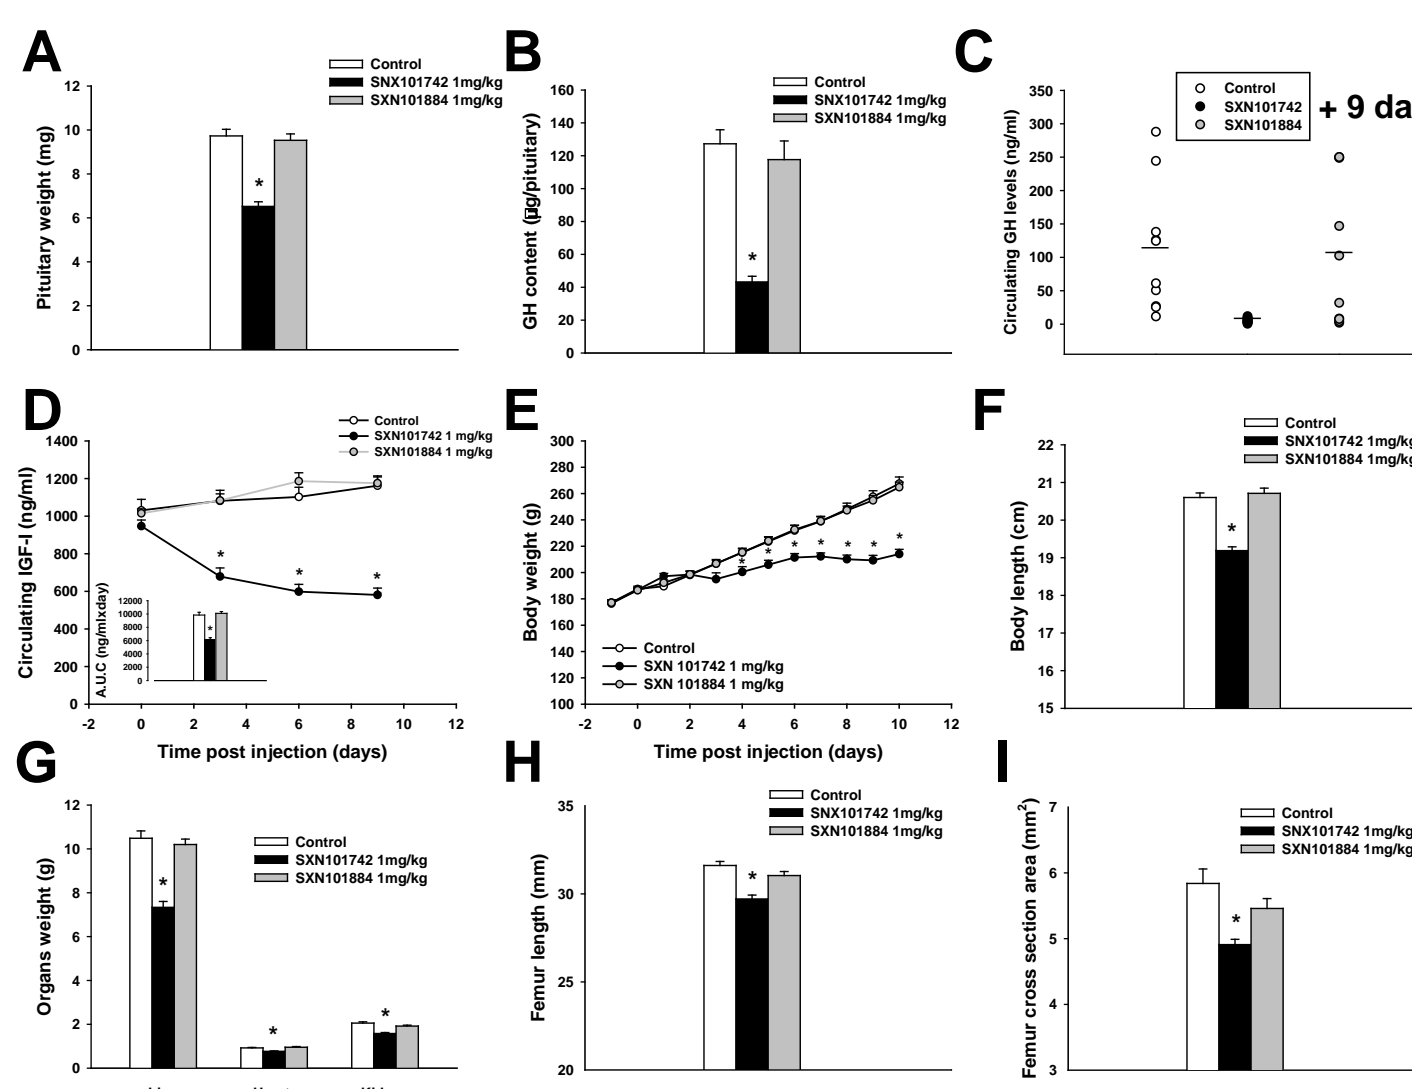 A
Control
SNX101742 1mg/kg
SXN101884 1mg/kg
12
10
8
6
4
2
0
Pituitary weight (mg)
*
B
Control
SNX101742 1mg/kg
SXN101884 1mg/kg
160
140
120
100
80
60
40
20
0
GH content (µg/pituitary)
*
C
Control
SXN101742
SXN101884
+ 9 da
350
300
250
200
150
100
50
0
Circulating GH levels (ng/ml)
D
Control
SXN101742 1 mg/kg
SXN101884 1 mg/kg
1400
1200
1000
800
600
400
200
0
Circulating IGF-I (ng/ml)
* * *
12000
10000
8000
6000
4000
2000
0
A.U.C (ng/mlxday)
*
-2 0 2 4 6 8 10 12
Time post injection (days)
E
300
280
260
240
220
200
180
160
140
120
100
Body weight (g)
* * * * * * *
Control
SXN 101742 1 mg/kg
SXN 101884 1 mg/kg
-2 0 2 4 6 8 10 12
Time post injection (days)
F
Control
SNX101742 1mg/kg
SXN101884 1mg/kg
22
21
20
19
18
17
16
15
Body length (cm)
*
G
Control
SXN101742 1mg/kg
SXN101884 1mg/kg
12
10
8
6
4
2
0
Organs weight (g)
* * *
H
Control
SNX101742 1mg/kg
SXN101884 1mg/kg
35
30
25
20
Femur length (mm)
*
I
Control
SNX101742 1mg/kg
SXN101884 1mg/kg
7
6
5
4
3
Femur cross section area (mm²)
*